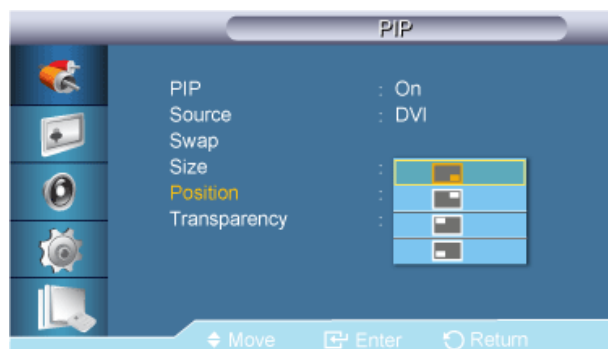 PIP
PIP : On
Source : DVI
Swap
Size :
Position :
Transparency :
Move Enter Return